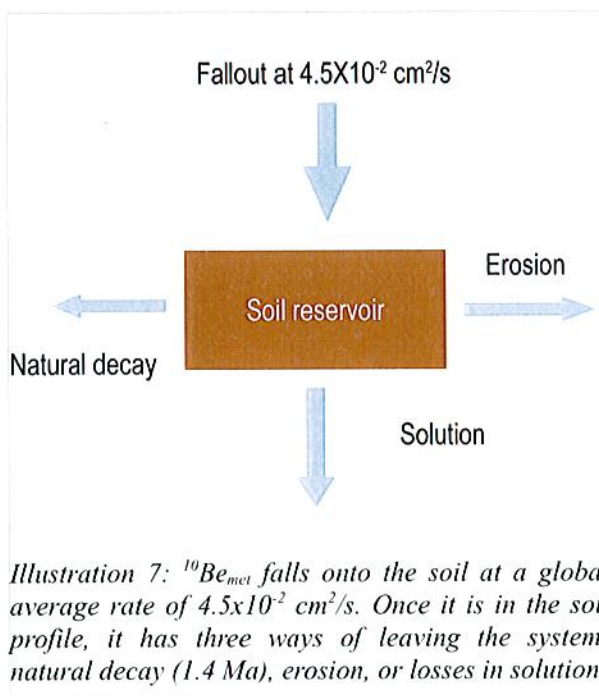 Fallout at 4.5X10⁻² cm²/s
Erosion
Soil reservoir
Natural decay
Solution
Illustration 7: ¹⁰Beₘₑₜ falls onto the soil at a globa
average rate of 4.5x10⁻² cm²/s. Once it is in the soi
profile, it has three ways of leaving the system
natural decay (1.4 Ma), erosion, or losses in solution